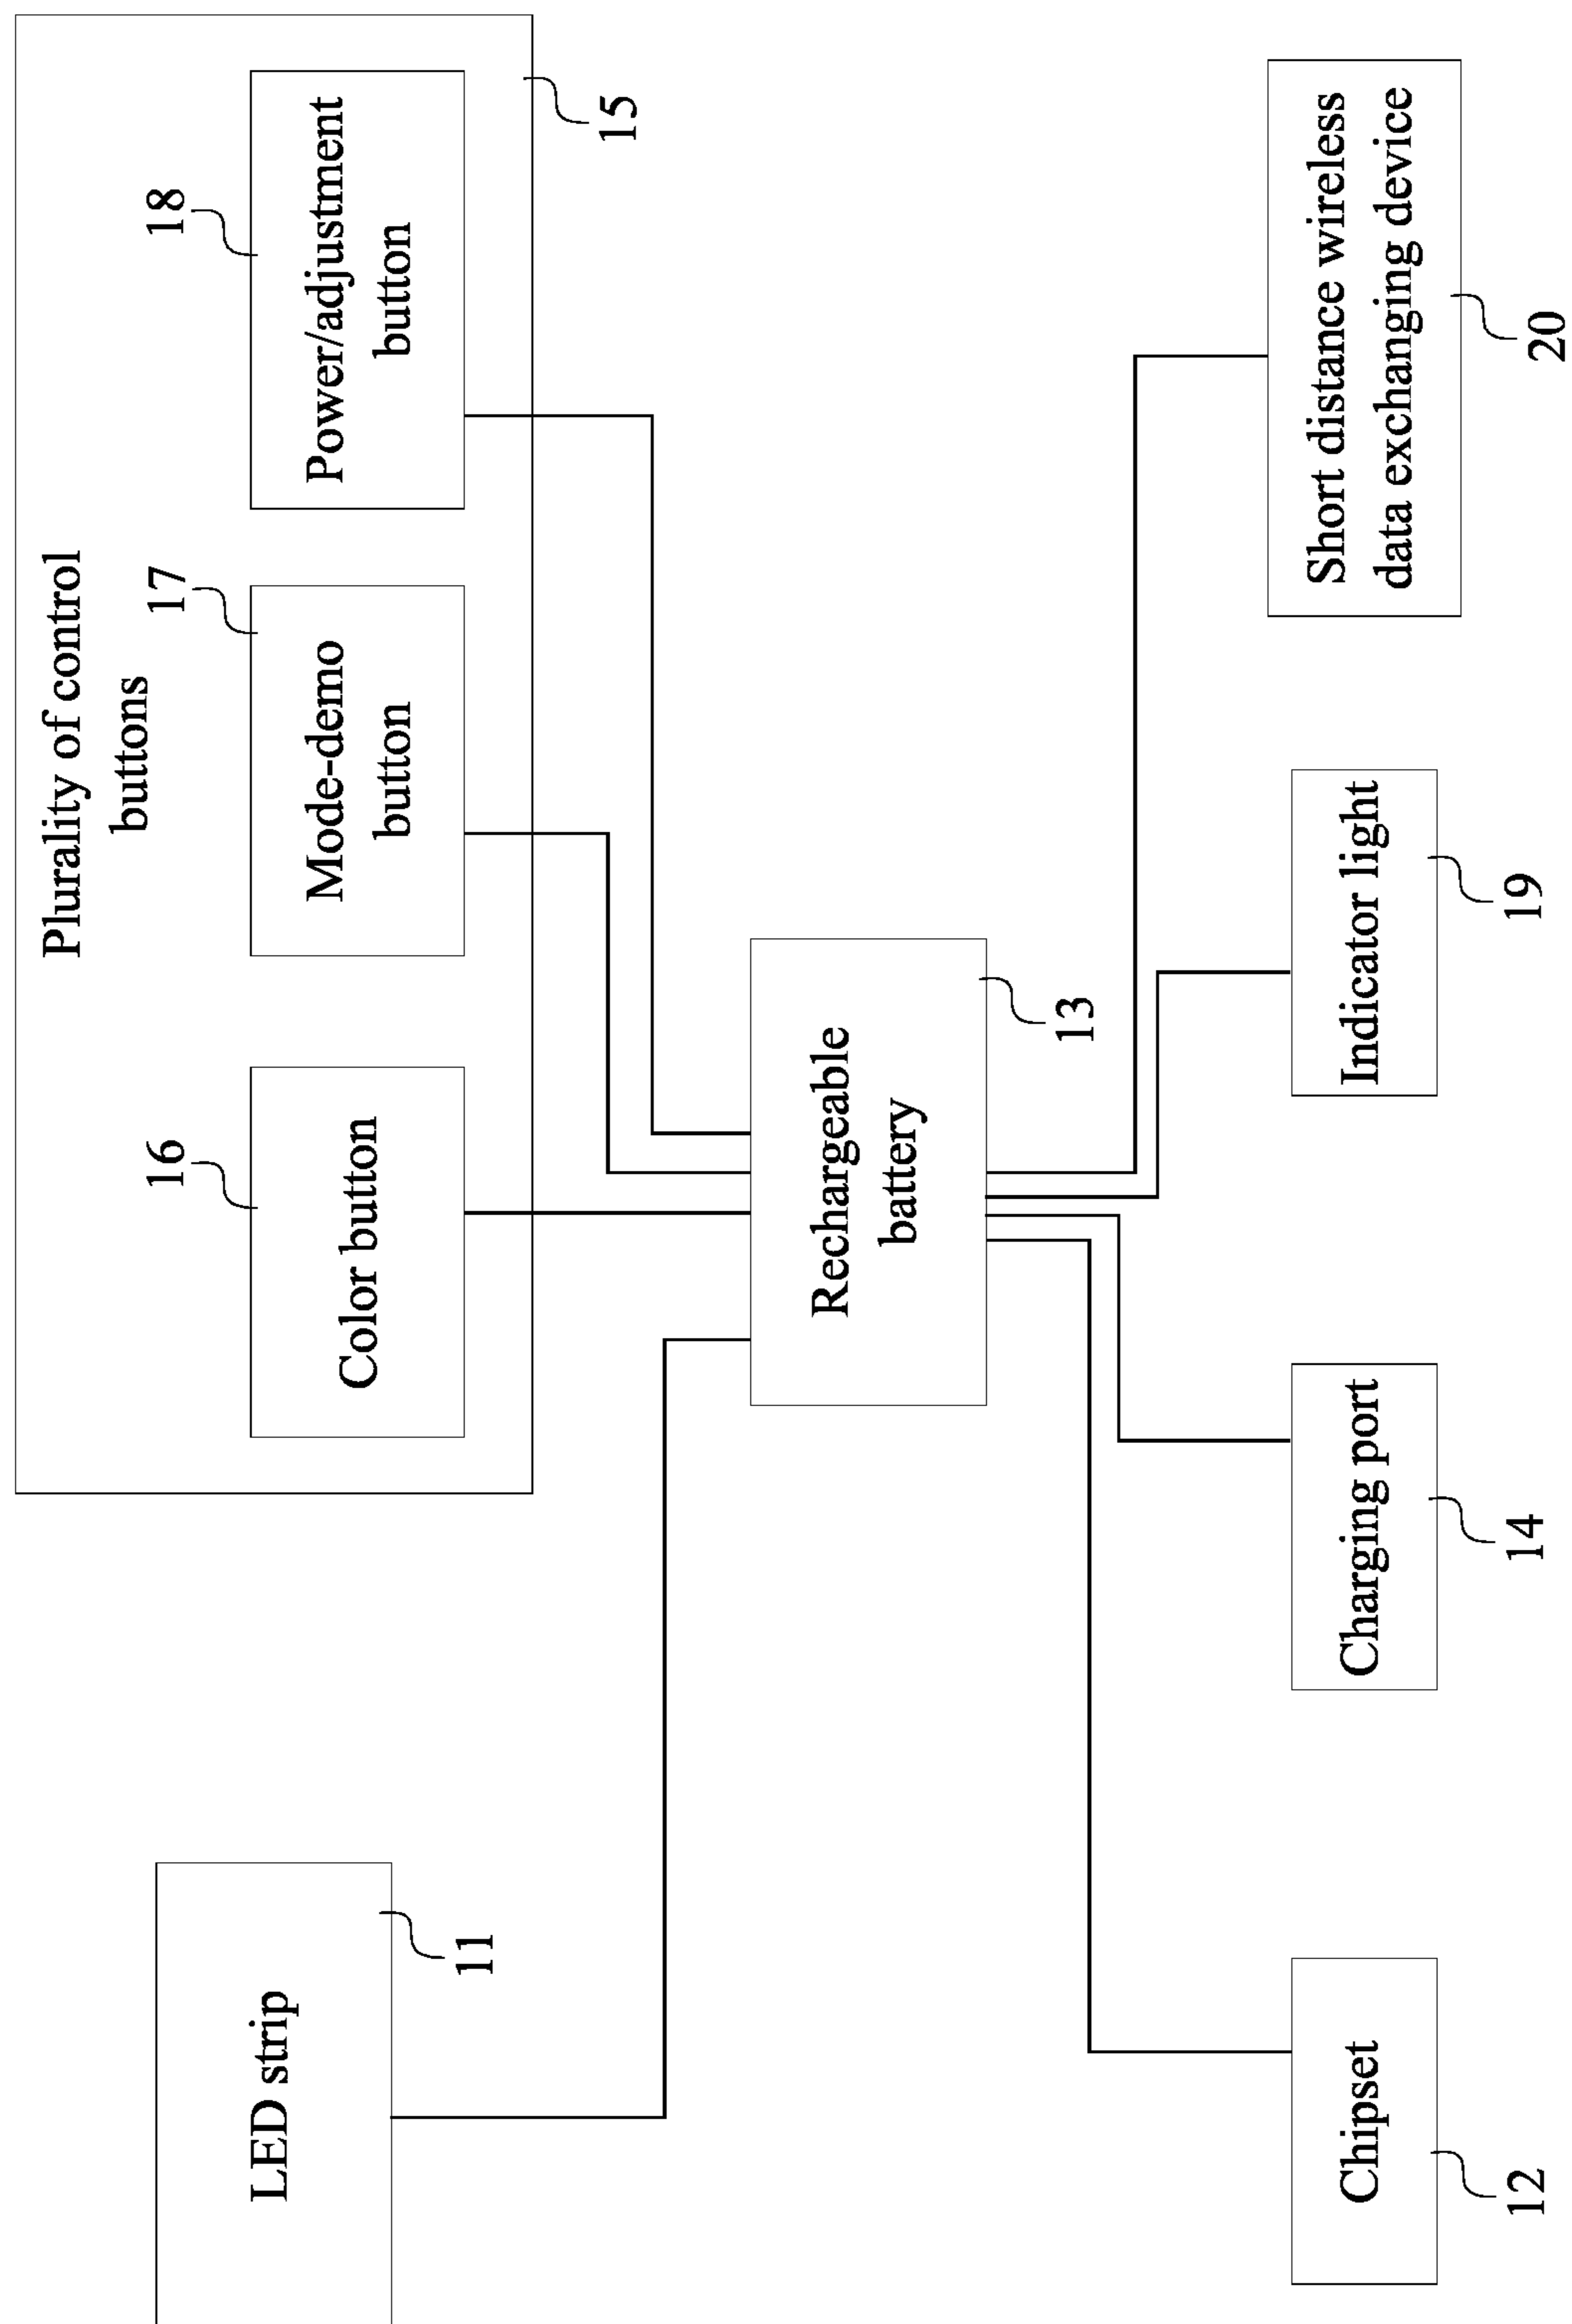 Plurality of control
buttons
16
17
18
Color button
Mode-demo
button
Power/adjustment
button
15
LED strip
11
Rechargeable
battery
13
Chipset
12
Charging port
14
Indicator light
19
Short distance wireless
data exchanging device
20